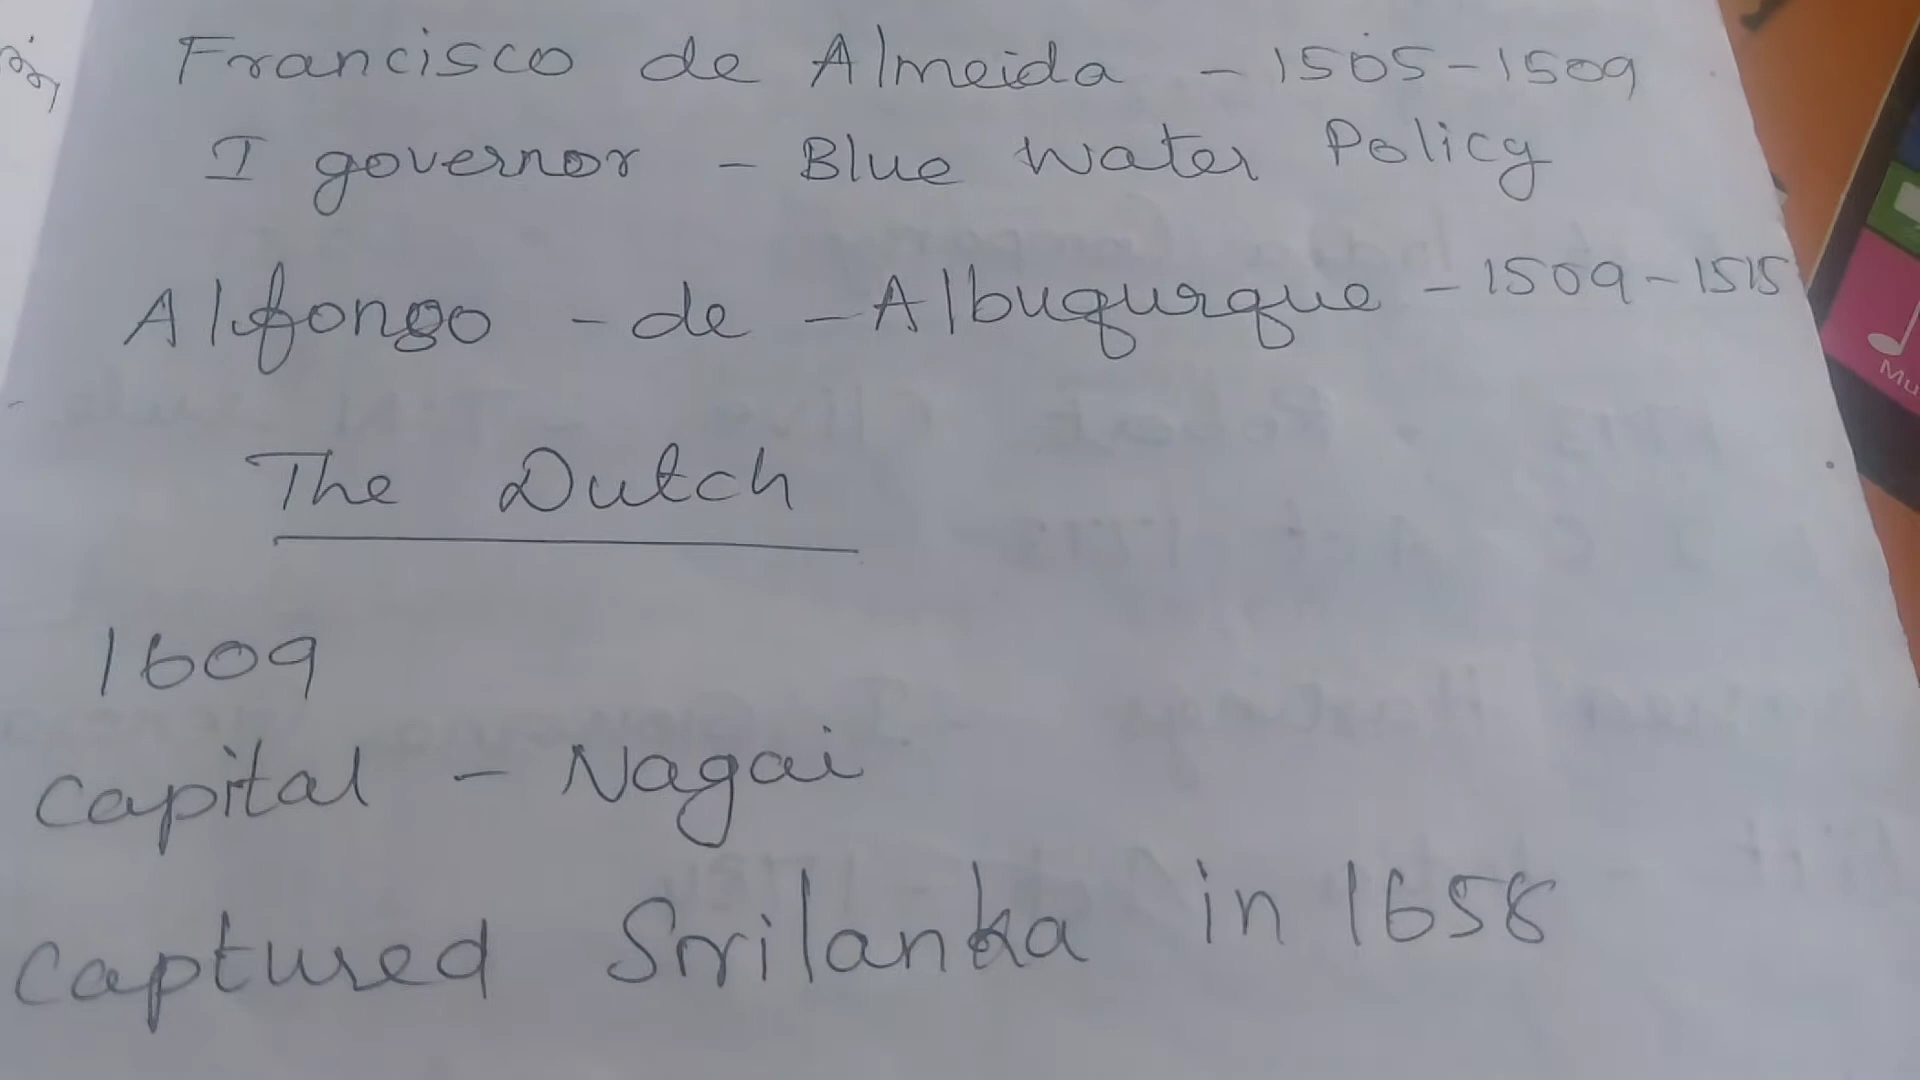 Francisco de Almeida - 1505-1509
I governor - Blue Water Policy
Alfongo - de - Albuqurque - 1509-1515
The Dutch
1609
Capital - Nagai
Captured Srilanka in 1658